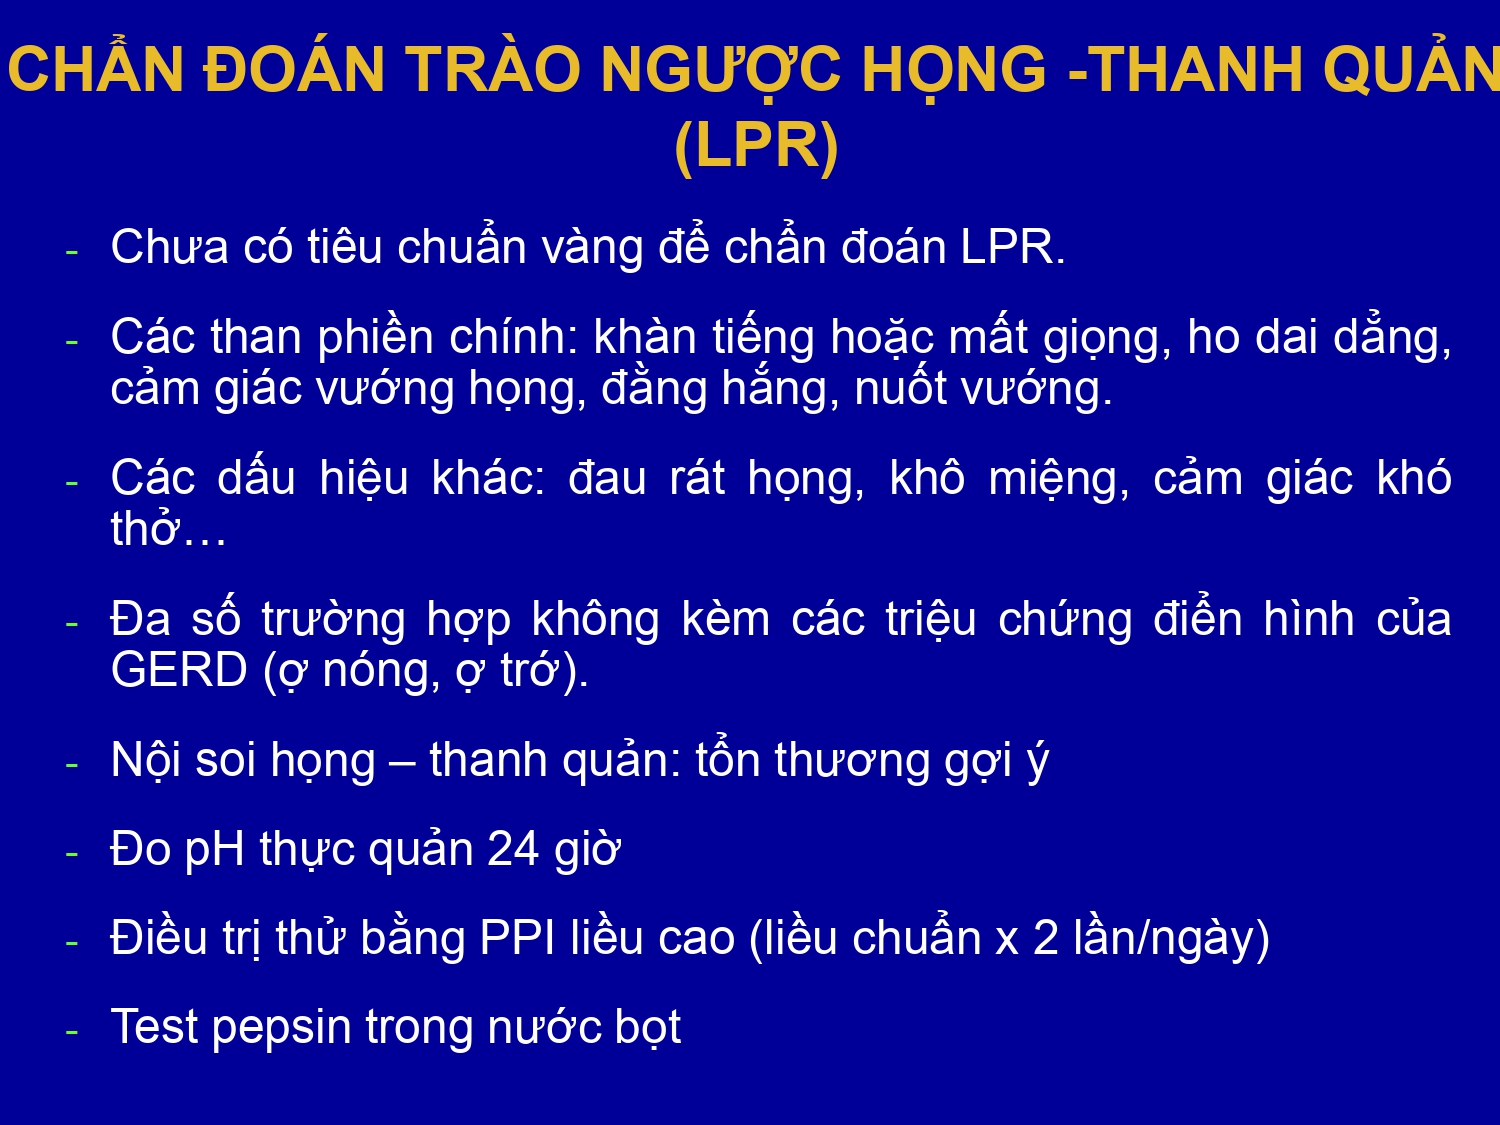 CHẨN ĐOÁN TRÀO NGƯỢC HỌNG -THANH QUẢN
(LPR)
- Chưa có tiêu chuẩn vàng để chẩn đoán LPR.
- Các than phiền chính: khàn tiếng hoặc mất giọng, ho dai dẳng,
cảm giác vướng họng, đằng hắng, nuốt vướng.
- Các dấu hiệu khác: đau rát họng, khô miệng, cảm giác khó
thở…
- Đa số trường hợp không kèm các triệu chứng điển hình của
GERD (ợ nóng, ợ trớ).
- Nội soi họng – thanh quản: tổn thương gợi ý
- Đo pH thực quản 24 giờ
- Điều trị thử bằng PPI liều cao (liều chuẩn x 2 lần/ngày)
- Test pepsin trong nước bọt